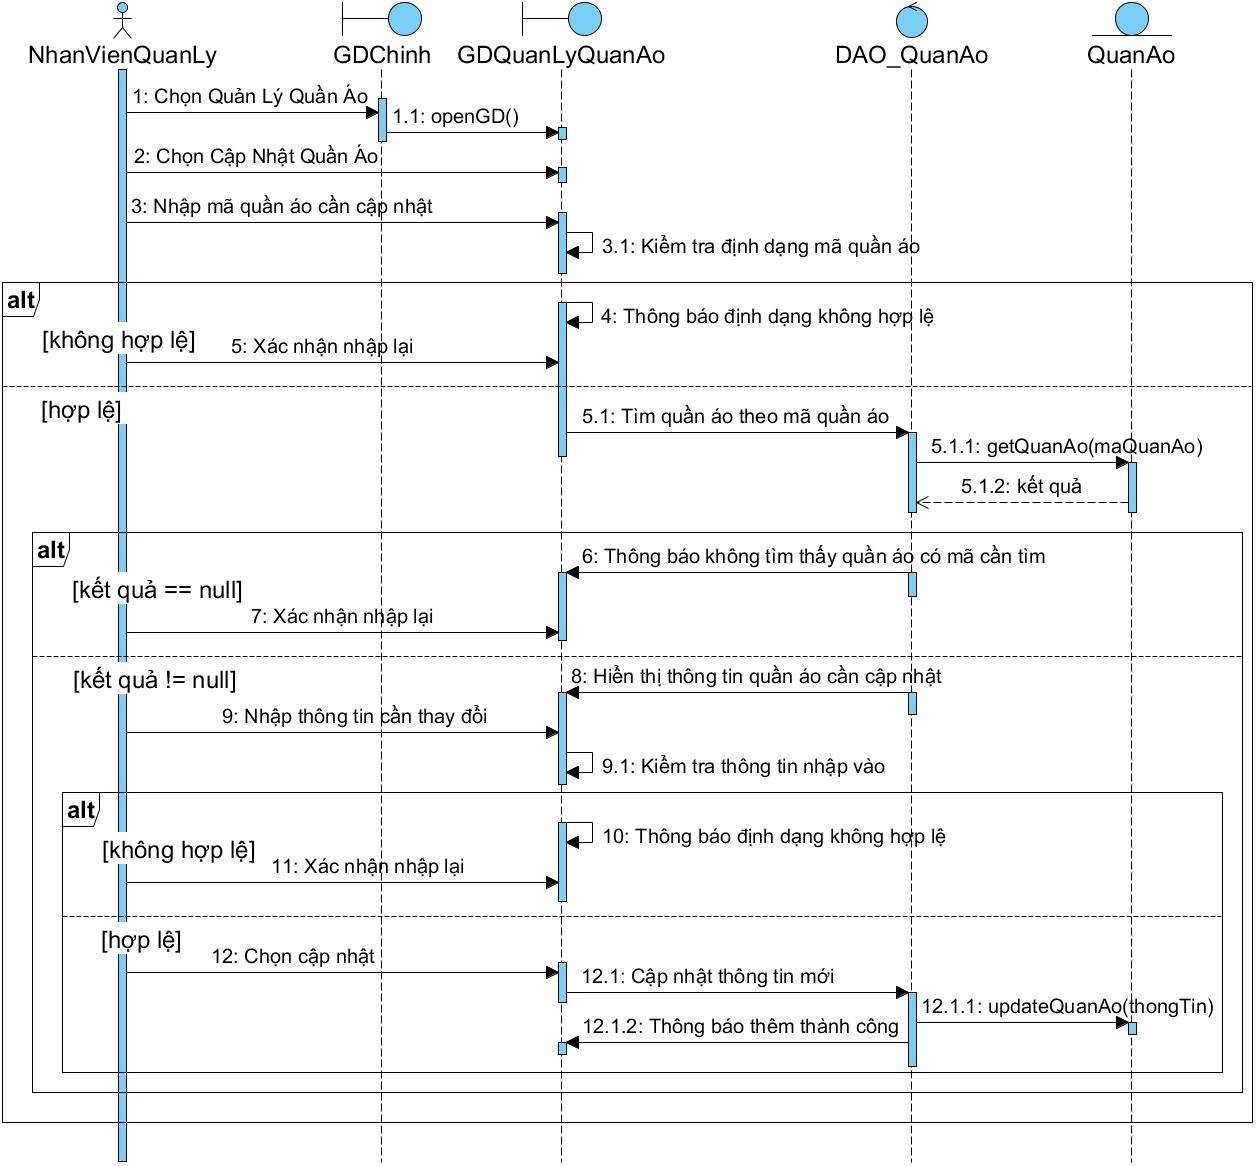 NhanVienQuanLy
GDChinh
GDQuanLyQuanAo
DAO_QuanAo
QuanAo
1: Chọn Quản Lý Quần Áo
1.1: openGD()
2: Chọn Cập Nhật Quần Áo
3: Nhập mã quần áo cần cập nhật
3.1: Kiểm tra định dạng mã quần áo
alt
4: Thông báo định dạng không hợp lệ
[không hợp lệ]
5: Xác nhận nhập lại
[hợp lệ]
5.1: Tìm quần áo theo mã quần áo
5.1.1: getQuanAo(maQuanAo)
5.1.2: kết quả
alt
6: Thông báo không tìm thấy quần áo có mã cần tìm
[kết quả == null]
7: Xác nhận nhập lại
[kết quả != null]
8: Hiển thị thông tin quần áo cần cập nhật
9: Nhập thông tin cần thay đổi
9.1: Kiểm tra thông tin nhập vào
alt
10: Thông báo định dạng không hợp lệ
[không hợp lệ]
11: Xác nhận nhập lại
[hợp lệ]
12: Chọn cập nhật
12.1: Cập nhật thông tin mới
12.1.1: updateQuanAo(thongTin)
12.1.2: Thông báo thêm thành công